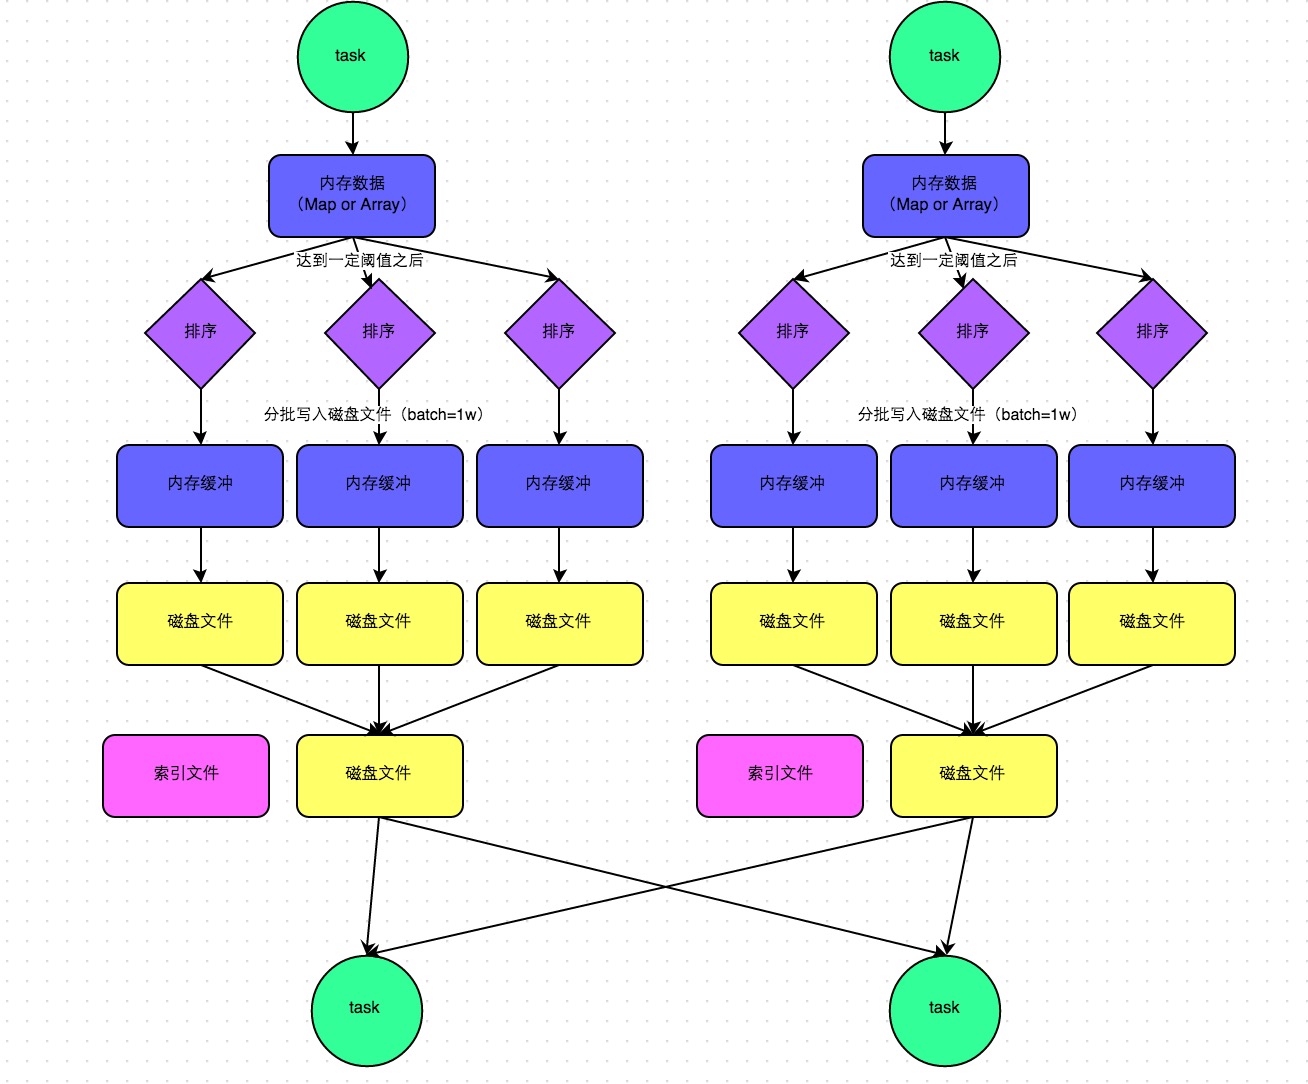 task
task
内存数据
（Map or Array）
内存数据
（Map or Array）
达到一定阈值之后
达到一定阈值之后
排序
排序
排序
排序
排序
排序
分批写入磁盘文件（batch=1w）
分批写入磁盘文件（batch=1w）
内存缓冲
内存缓冲
内存缓冲
内存缓冲
内存缓冲
内存缓冲
磁盘文件
磁盘文件
磁盘文件
磁盘文件
磁盘文件
磁盘文件
索引文件
磁盘文件
索引文件
磁盘文件
task
task